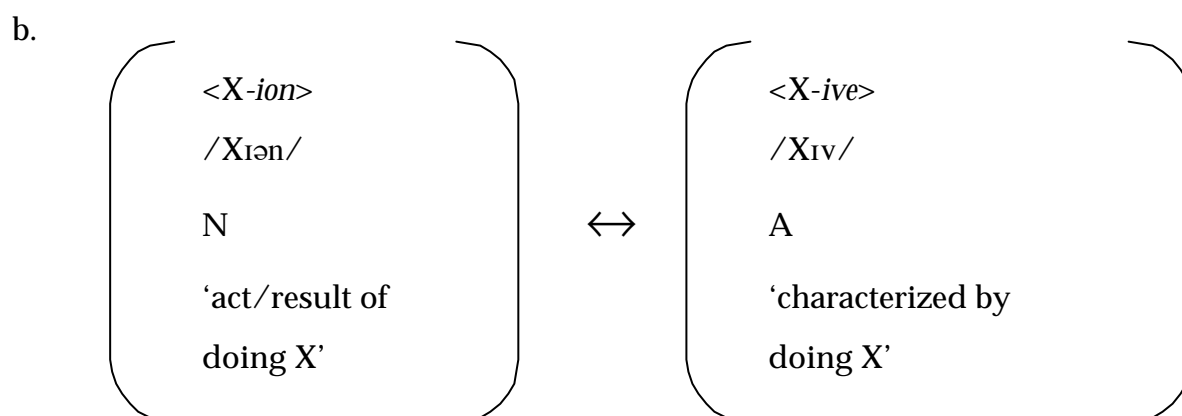 b.
<X-ion> <X-ive>
/Xɪən/ /Xɪv/
N ↔ A
‘act/result of ‘characterized by
doing X’ doing X’